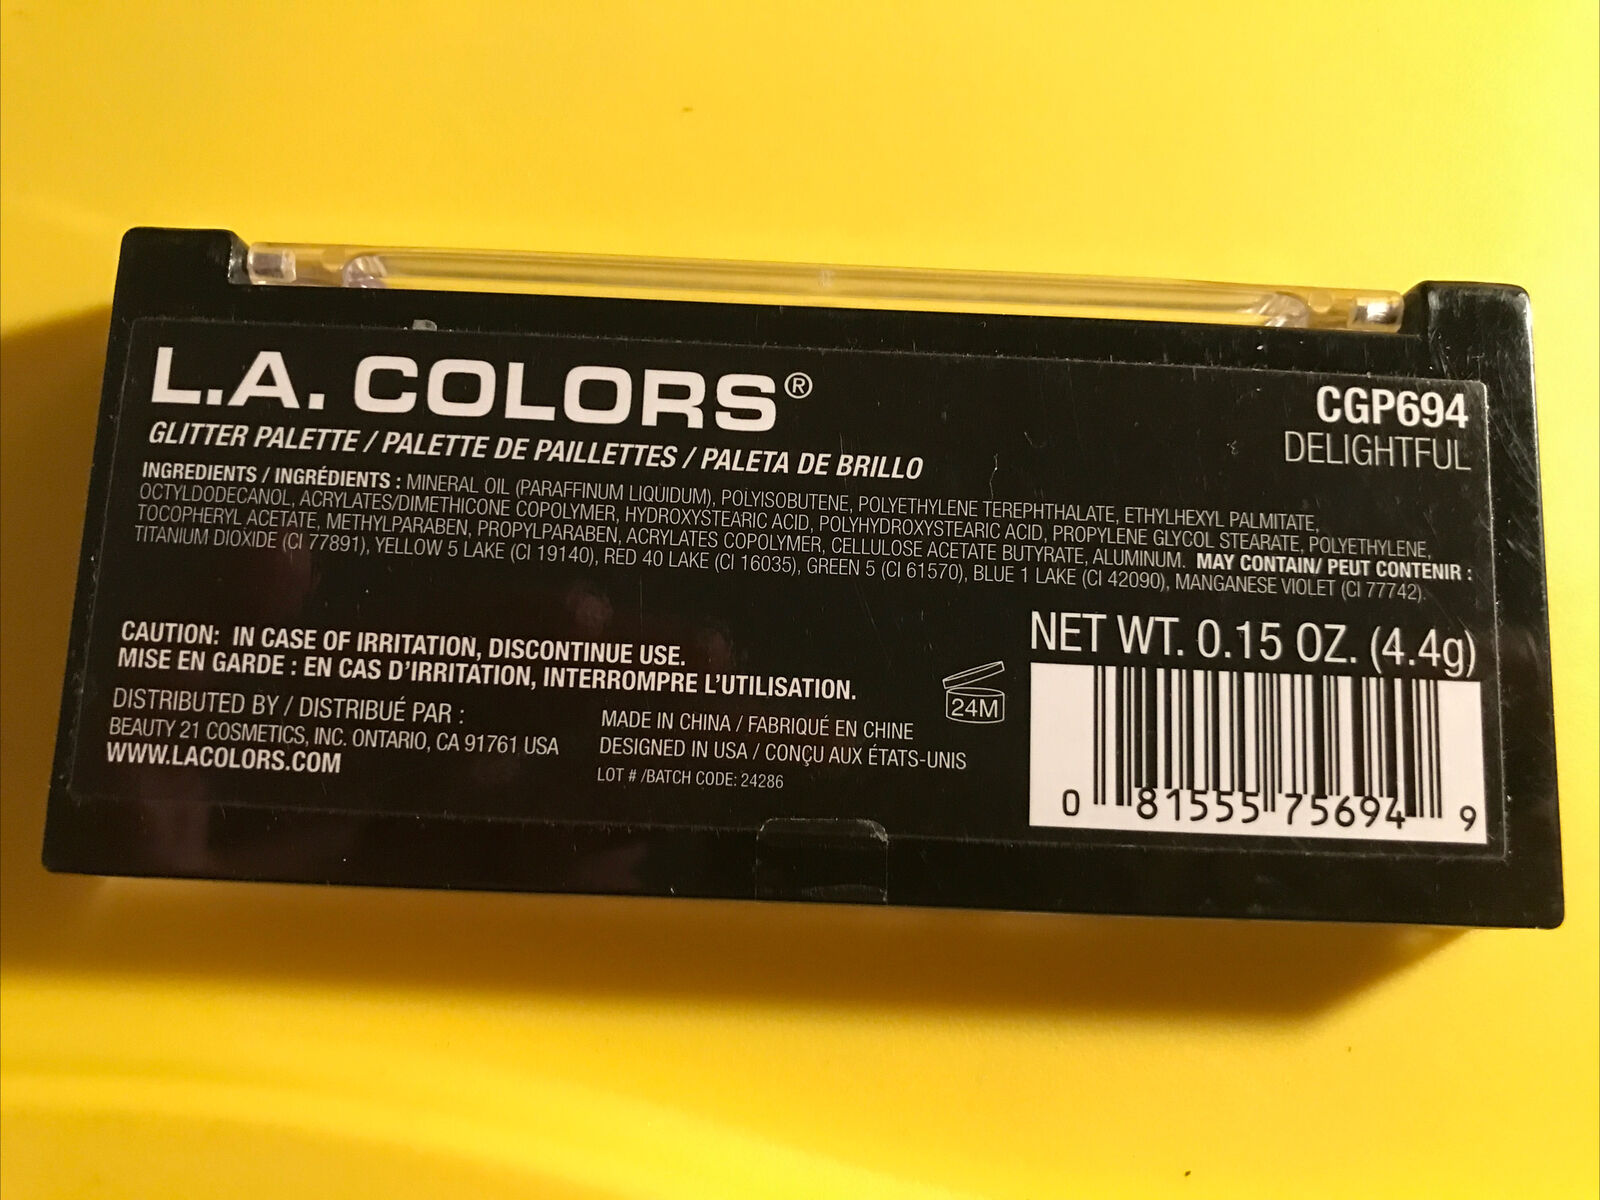 L.A. COLORS®
GLITTER PALETTE / PALETTE DE PAILLETTES / PALETA DE BRILLO
CGP694
DELIGHTFUL
INGREDIENTS / INGRÉDIENTS : MINERAL OIL (PARAFFINUM LIQUIDUM), POLYISOBUTENE, POLYETHYLENE TEREPHTHALATE, ETHYLHEXYL PALMITATE,
OCTYLDODECANOL, ACRYLATES/DIMETHICONE COPOLYMER, HYDROXYSTEARIC ACID, POLYHYDROXYSTEARIC ACID, PROPYLENE GLYCOL STEARATE, POLYETHYLENE,
TOCOPHERYL ACETATE, METHYLPARABEN, PROPYLPARABEN, ACRYLATES COPOLYMER, CELLULOSE ACETATE BUTYRATE, ALUMINUM. MAY CONTAIN/ PEUT CONTENIR :
TITANIUM DIOXIDE (CI 77891), YELLOW 5 LAKE (CI 19140), RED 40 LAKE (CI 16035), GREEN 5 (CI 61570), BLUE 1 LAKE (CI 42090), MANGANESE VIOLET (CI 77742).
CAUTION: IN CASE OF IRRITATION, DISCONTINUE USE.
MISE EN GARDE : EN CAS D'IRRITATION, INTERROMPRE L'UTILISATION.
DISTRIBUTED BY / DISTRIBUÉ PAR :
BEAUTY 21 COSMETICS, INC. ONTARIO, CA 91761 USA
WWW.LACOLORS.COM
MADE IN CHINA / FABRIQUÉ EN CHINE
DESIGNED IN USA / CONÇU AUX ÉTATS-UNIS
LOT # /BATCH CODE: 24286
24M
NET WT. 0.15 OZ. (4.4g)
0 81555 75694 9